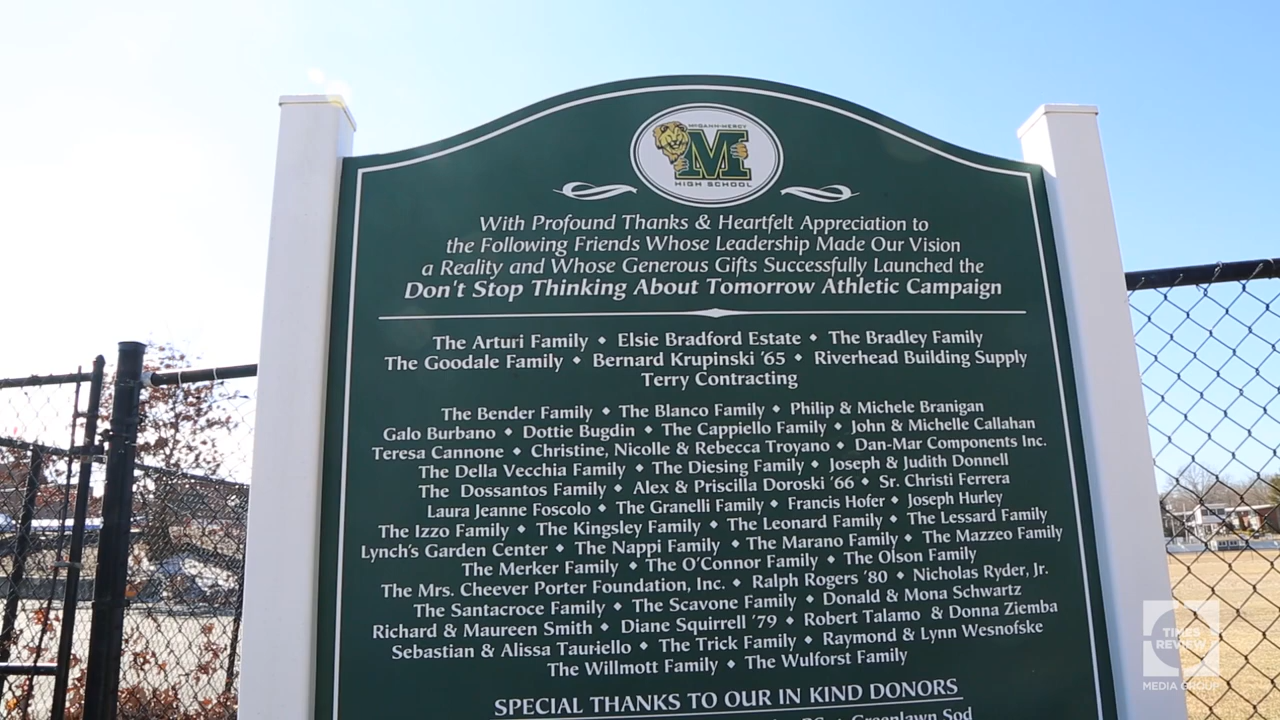 McGANN-MERCY
M
HIGH SCHOOL
With Profound Thanks & Heartfelt Appreciation to
the Following Friends Whose Leadership Made Our Vision
a Reality and Whose Generous Gifts Successfully Launched the
Don't Stop Thinking About Tomorrow Athletic Campaign
The Arturi Family ◆ Elsie Bradford Estate ◆ The Bradley Family
The Goodale Family ◆ Bernard Krupinski '65 ◆ Riverhead Building Supply
Terry Contracting
The Bender Family ◆ The Blanco Family ◆ Philip & Michele Branigan
Galo Burbano ◆ Dottie Bugdin ◆ The Cappiello Family ◆ John & Michelle Callahan
Teresa Cannone ◆ Christine, Nicolle & Rebecca Troyano ◆ Dan-Mar Components Inc.
The Della Vecchia Family ◆ The Diesing Family ◆ Joseph & Judith Donnell
The Dossantos Family ◆ Alex & Priscilla Doroski '66 ◆ Sr. Christi Ferrera
Laura Jeanne Foscolo ◆ The Granelli Family ◆ Francis Hofer ◆ Joseph Hurley
The Izzo Family ◆ The Kingsley Family ◆ The Leonard Family ◆ The Lessard Family
Lynch's Garden Center ◆ The Nappi Family ◆ The Marano Family ◆ The Mazzeo Family
The Merker Family ◆ The O'Connor Family ◆ The Olson Family
The Mrs. Cheever Porter Foundation, Inc. ◆ Ralph Rogers '80 ◆ Nicholas Ryder, Jr.
The Santacroce Family ◆ The Scavone Family ◆ Donald & Mona Schwartz
Richard & Maureen Smith ◆ Diane Squirrell '79 ◆ Robert Talamo ◆ Donna Ziemba
Sebastian & Alissa Tauriello ◆ The Trick Family ◆ Raymond & Lynn Wesnofske
The Willmott Family ◆ The Wulforst Family
SPECIAL THANKS TO OUR IN KIND DONORS
Greenlawn Sod
TIMES
REVIEW
MEDIA GROUP